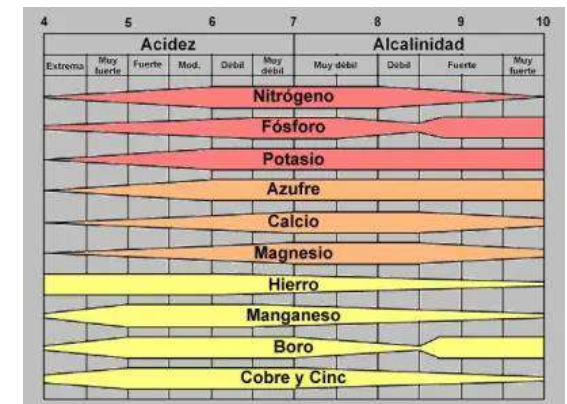 4 5 6 7 8 9 10
Acidez Alcalinidad
Extrema Muy fuerte Fuerte Mod. Débil Muy débil Muy débil Débil Fuerte Muy fuerte
Nitrógeno
Fósforo
Potasio
Azufre
Calcio
Magnesio
Hierro
Manganeso
Boro
Cobre y Cinc